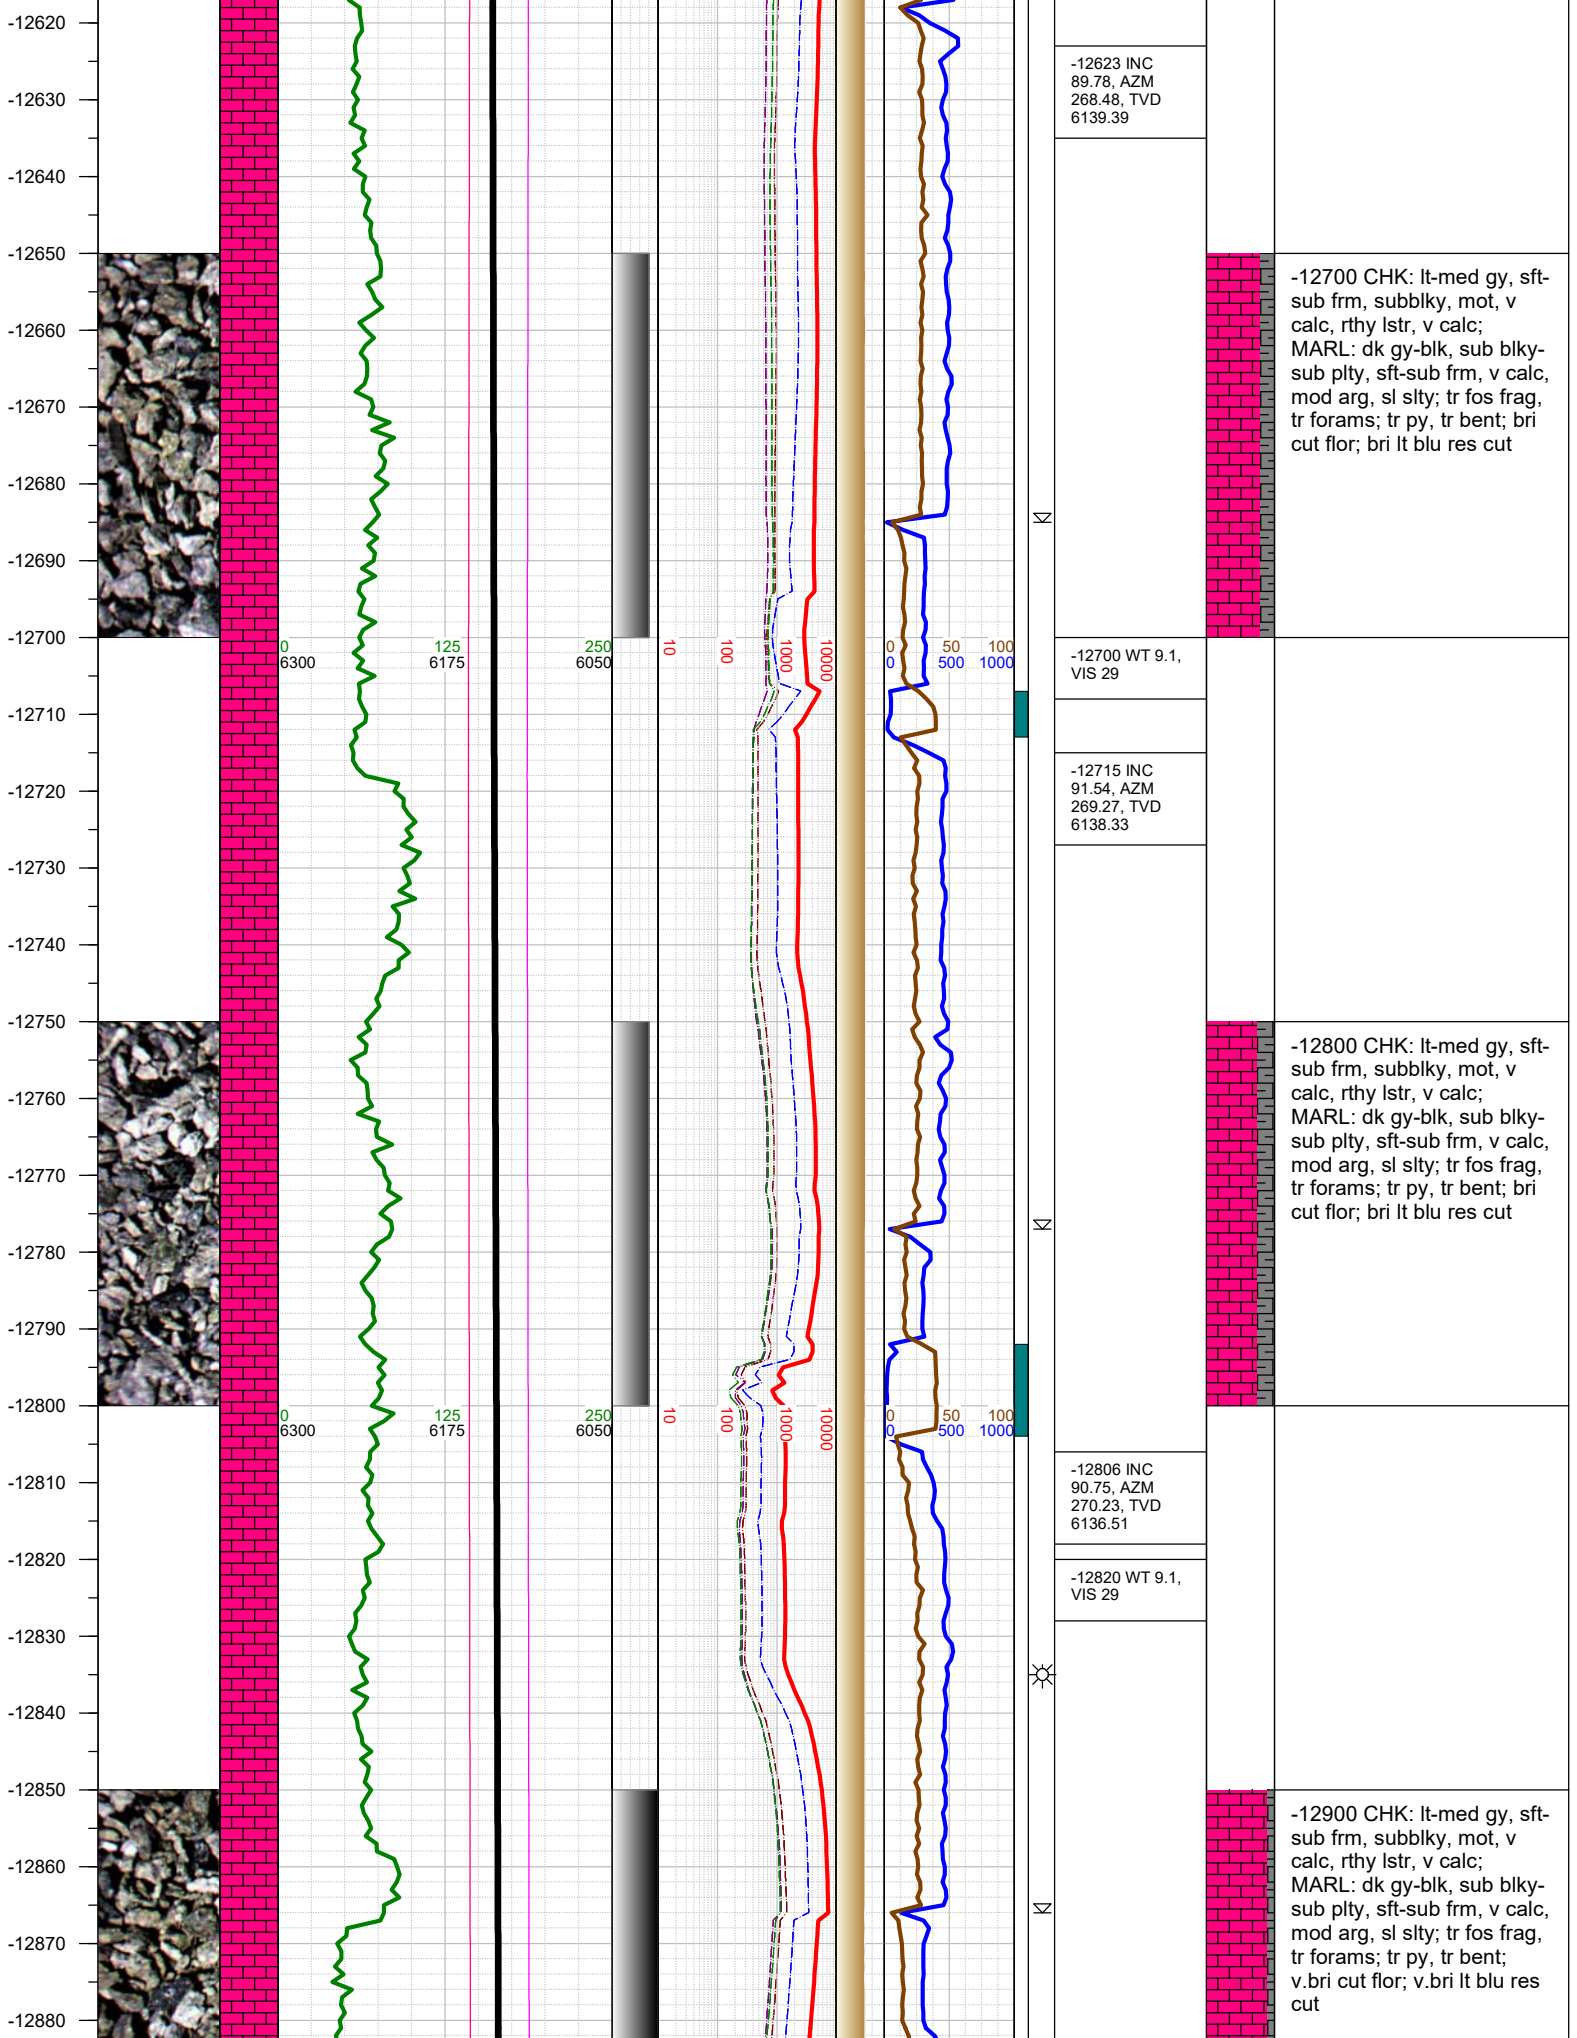 -12620
-12630
-12640
-12650
-12660
-12670
-12680
-12690
-12700
-12710
-12720
-12730
-12740
-12750
-12760
-12770
-12780
-12790
-12800
-12810
-12820
-12830
-12840
-12850
-12860
-12870
-12880
0 125 250
6300 6175 6050
10 100 1000 10000
0 50 100
0 500 1000
0 125 250
6300 6175 6050
10 100 1000 10000
0 50 100
0 500 1000
-12623 INC
89.78, AZM
268.48, TVD
6139.39
-12700 WT 9.1,
VIS 29
-12715 INC
91.54, AZM
269.27, TVD
6138.33
-12806 INC
90.75, AZM
270.23, TVD
6136.51
-12820 WT 9.1,
VIS 29
-12700 CHK: lt-med gy, sft-
sub frm, subblky, mot, v
calc, rthy lstr, v calc;
MARL: dk gy-blk, sub blky-
sub plty, sft-sub frm, v calc,
mod arg, sl slty; tr fos frag,
tr forams; tr py, tr bent; bri
cut flor; bri lt blu res cut
-12800 CHK: lt-med gy, sft-
sub frm, subblky, mot, v
calc, rthy lstr, v calc;
MARL: dk gy-blk, sub blky-
sub plty, sft-sub frm, v calc,
mod arg, sl slty; tr fos frag,
tr forams; tr py, tr bent; bri
cut flor; bri lt blu res cut
-12900 CHK: lt-med gy, sft-
sub frm, subblky, mot, v
calc, rthy lstr, v calc;
MARL: dk gy-blk, sub blky-
sub plty, sft-sub frm, v calc,
mod arg, sl slty; tr fos frag,
tr forams; tr py, tr bent;
v.bri cut flor; v.bri lt blu res
cut